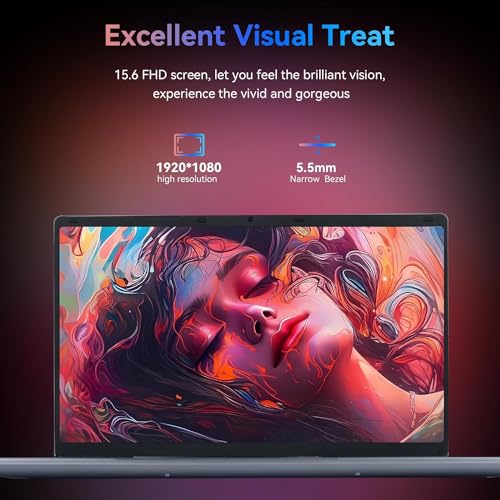 Excellent Visual Treat
15.6 FHD screen, let you feel the brilliant vision,
experience the vivid and gorgeous
1920*1080
high resolution
5.5mm
Narrow Bezel